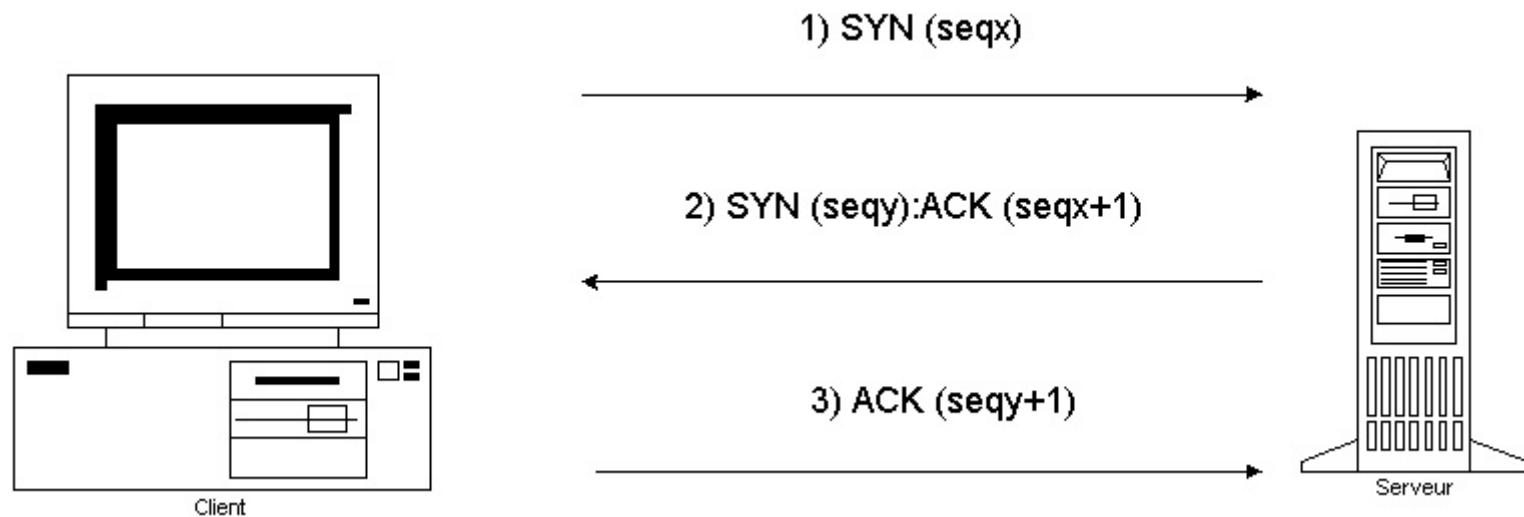 1) SYN (seqx)
2) SYN (seqy):ACK (seqx+1)
3) ACK (seqy+1)
Client
Serveur